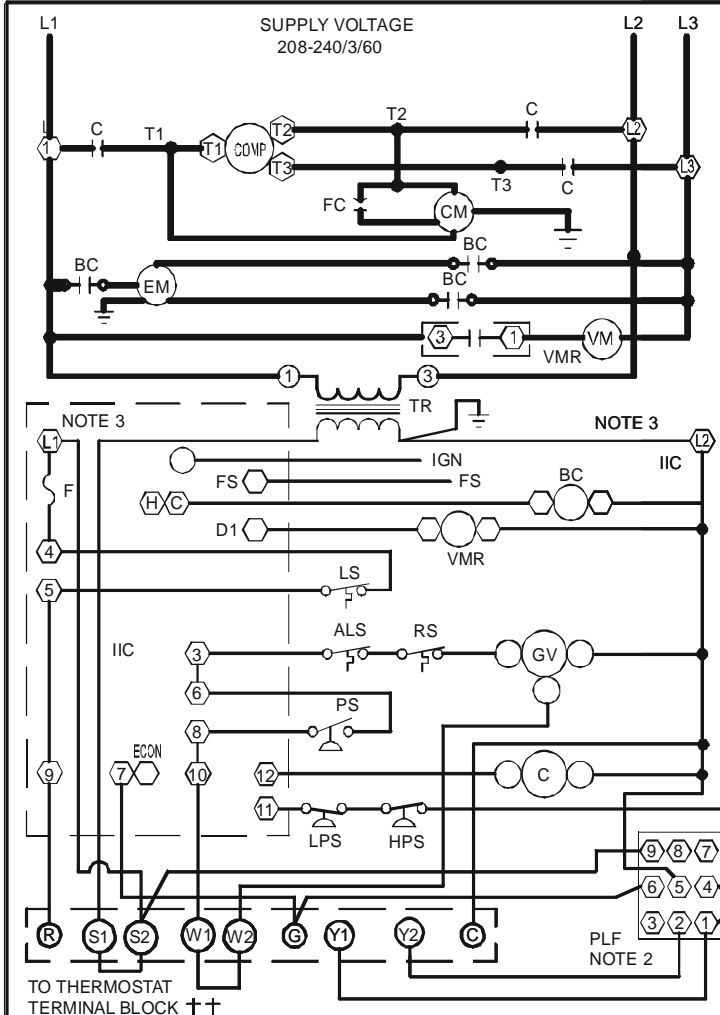 L1 SUPPLY VOLTAGE L2 L3
208-240/3/60
L C T1 T2 T2 C L2
1 T1 COMP
T3 T3 C L3
FC CM
BC
BC EM BC
3 1 VM
VMR
1 3
TR
NOTE 3 NOTE 3
L1 L2
IGN IIC
F FS FS BC
H C
D1
VMR
4
LS
5
ALS RS
IIC 3 GV
6
PS
8
ECON
9 7 10 12 C
11
LPS HPS
9 8 7
6 5 4
3 2 1
R S1 S2 W1 W2 G Y1 Y2 C
PLF
NOTE 2
TO THERMOSTAT
TERMINAL BLOCK ††